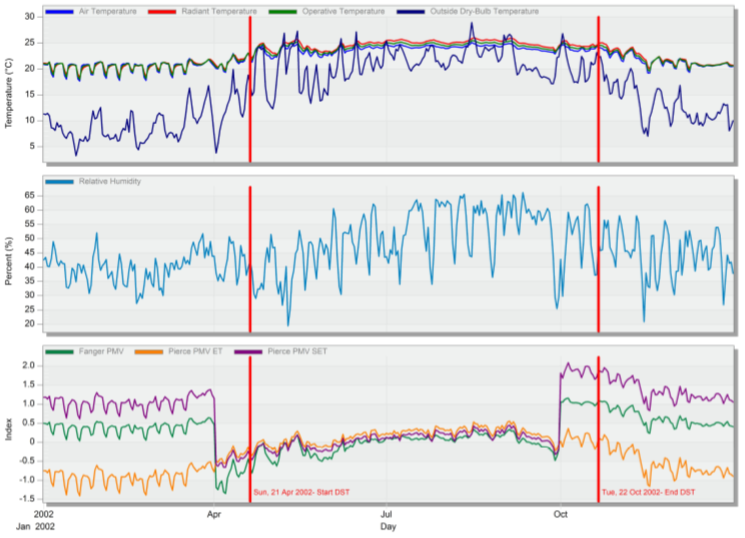 Air Temperature Radiant Temperature Operative Temperature Outside Dry-Bulb Temperature
Temperature (°C)
30
25
20
15
10
5
Relative Humidity
Percent (%)
65
60
55
50
45
40
35
30
25
20
Fanger PMV Pierce PMV ET Pierce PMV SET
Index
2.0
1.5
1.0
0.5
0
-0.5
-1.0
-1.5
Sun, 21 Apr 2002- Start DST
Tue, 22 Oct 2002- End DST
2002 Apr Jul Oct
Jan 2002 Day